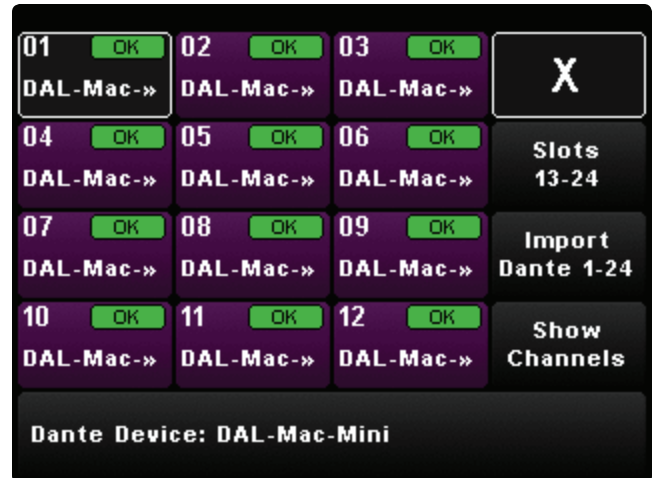 01 OK 02 OK 03 OK X
DAL-Mac-» DAL-Mac-» DAL-Mac-»
04 OK 05 OK 06 OK Slots
DAL-Mac-» DAL-Mac-» DAL-Mac-» 13-24
07 OK 08 OK 09 OK Import
DAL-Mac-» DAL-Mac-» DAL-Mac-» Dante 1-24
10 OK 11 OK 12 OK Show
DAL-Mac-» DAL-Mac-» DAL-Mac-» Channels
Dante Device: DAL-Mac-Mini